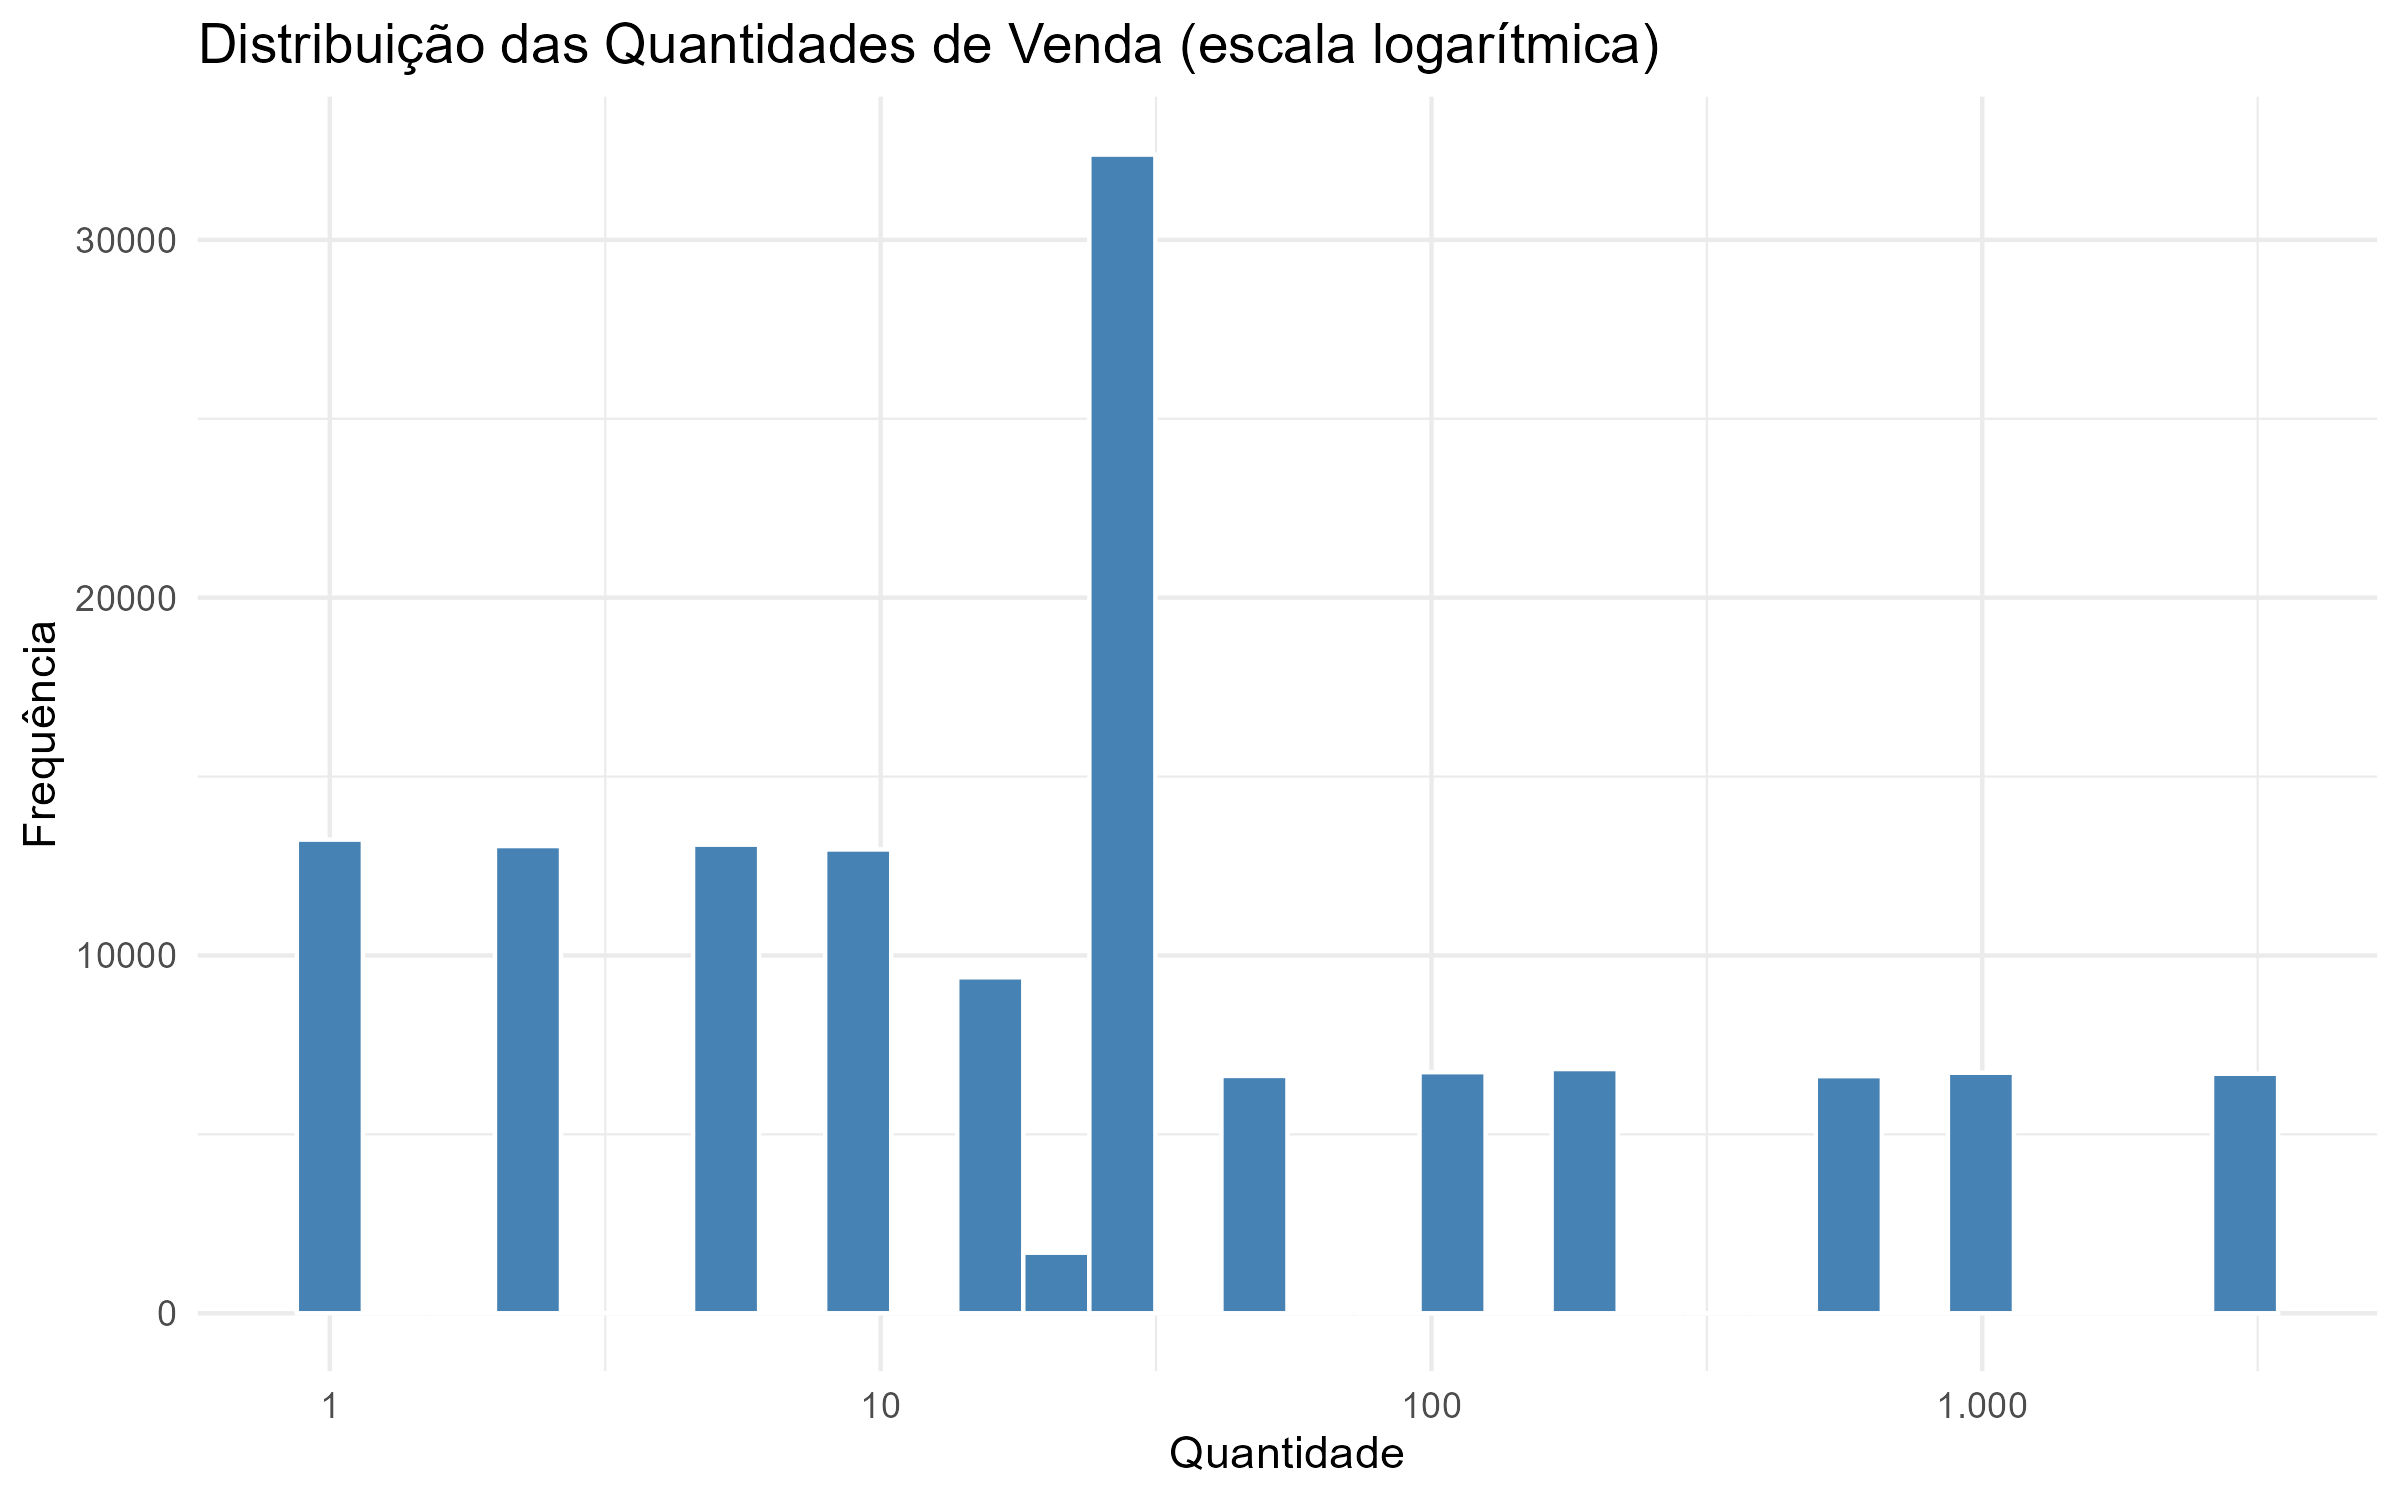 Distribuição das Quantidades de Venda (escala logarítmica)
30000
20000
10000
0
Frequência
1 10 100 1.000
Quantidade